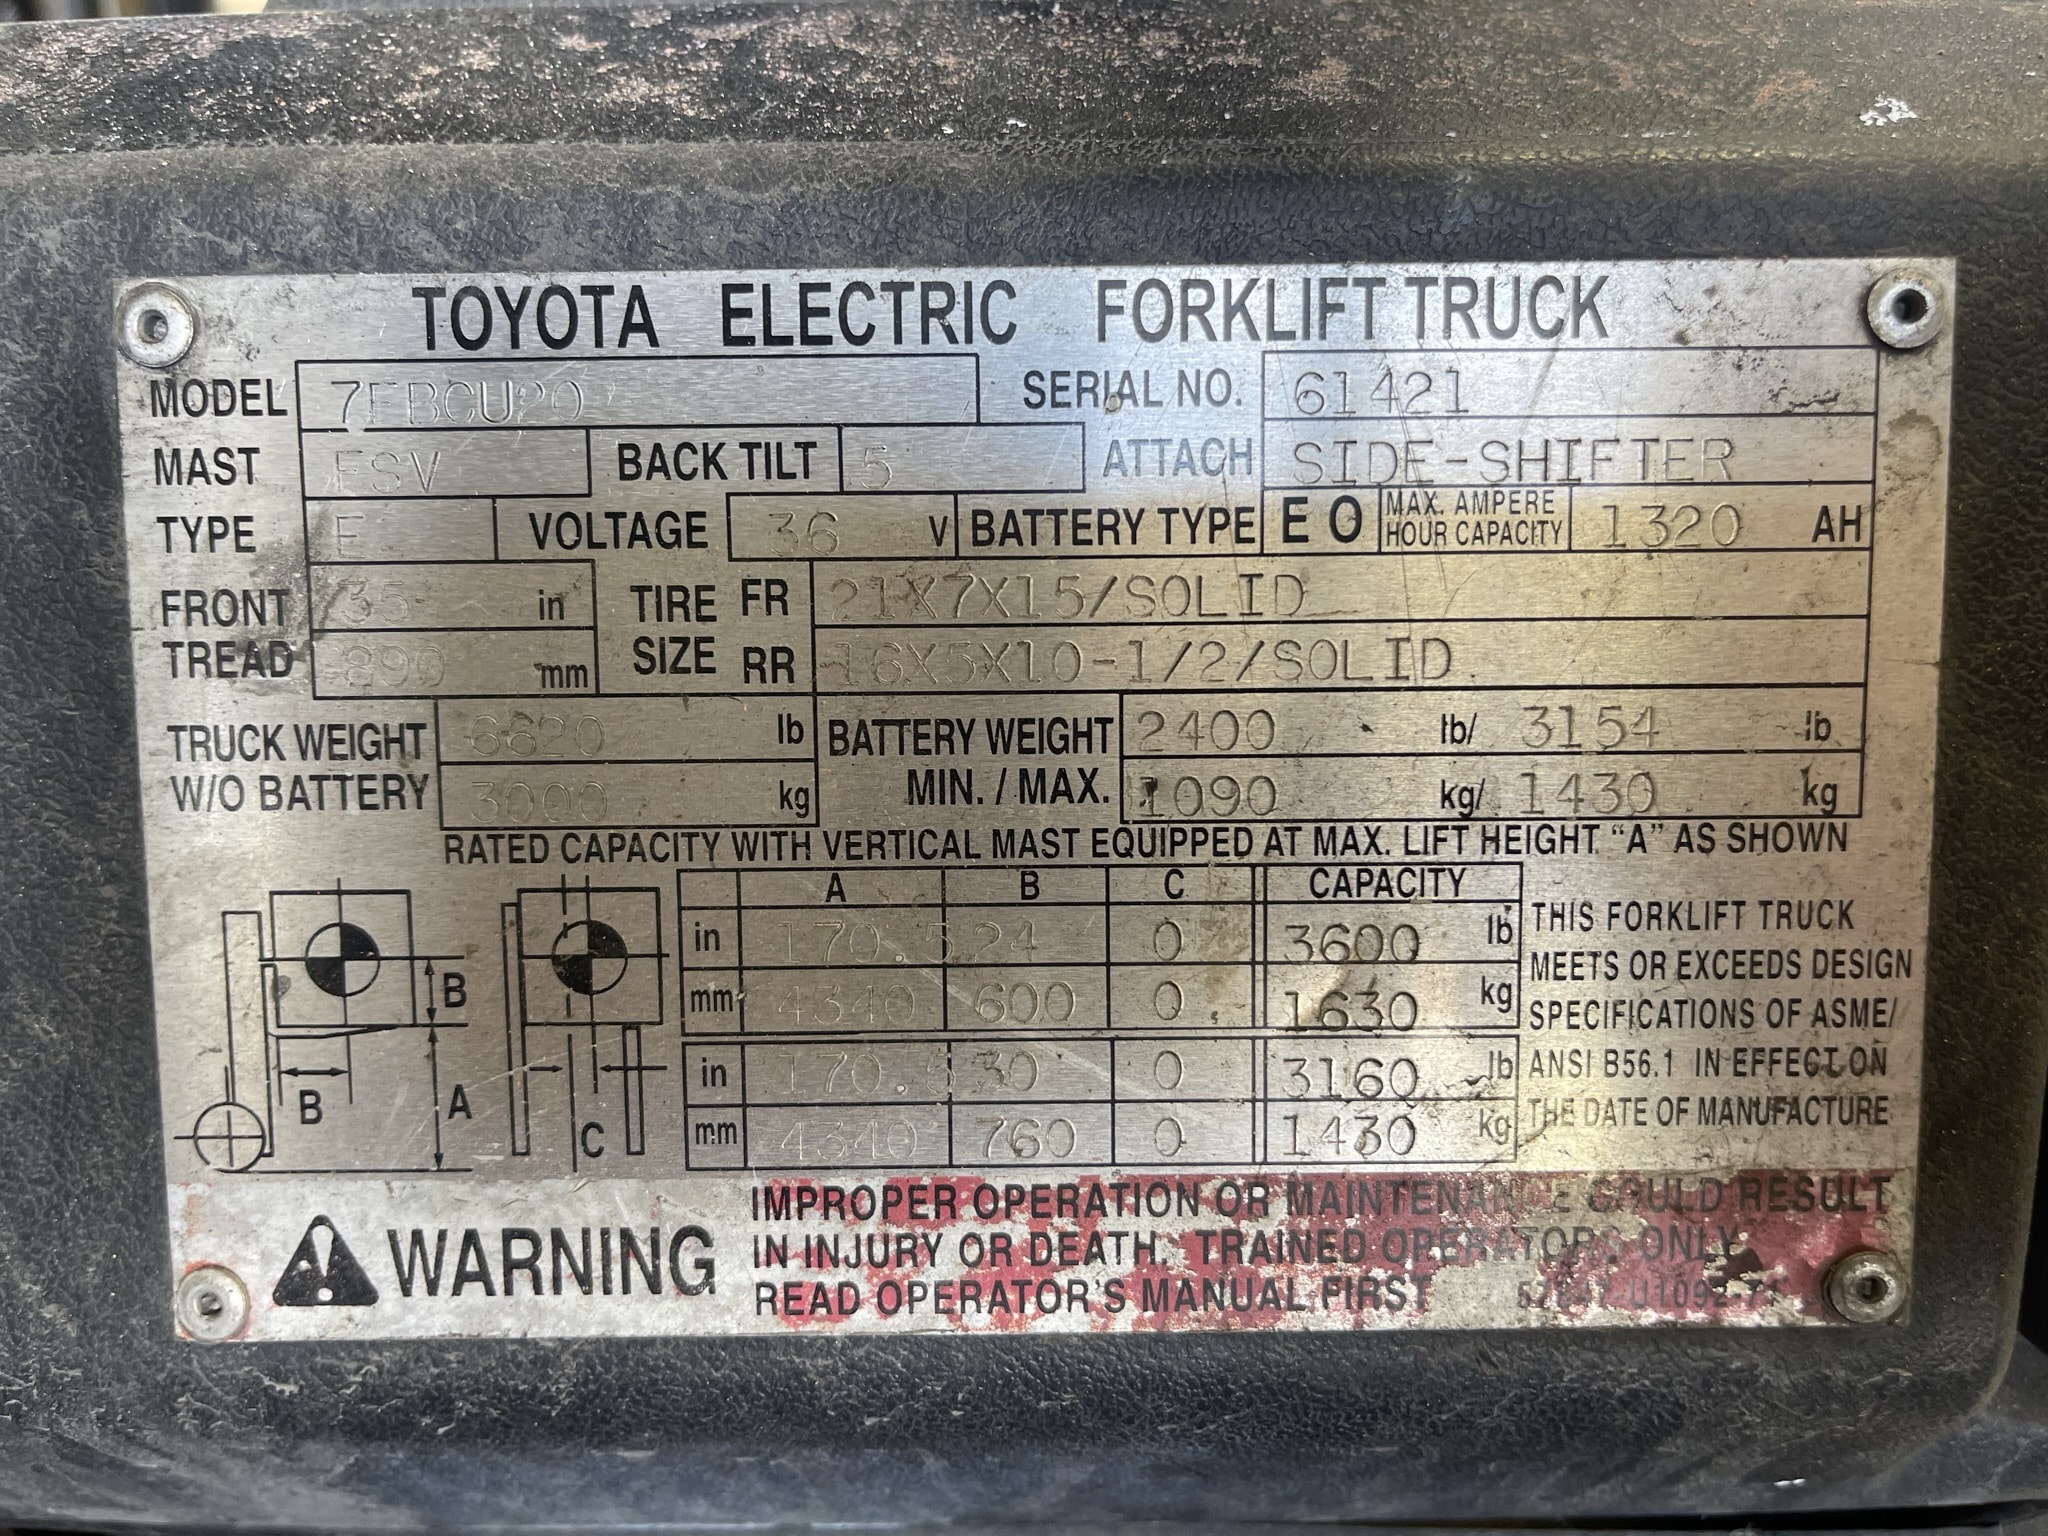 TOYOTA ELECTRIC FORKLIFT TRUCK
MODEL 7FBCU20 SERIAL NO. 61421
MAST FSV BACK TILT 5 ATTACH SIDE-SHIFTER
TYPE E VOLTAGE 36 V BATTERY TYPE E O MAX. AMPERE HOUR CAPACITY 1320 AH
FRONT TREAD 35 in TIRE SIZE FR 21X7X15/SOLID
890 mm RR 16X5X10-1/2/SOLID
TRUCK WEIGHT W/O BATTERY 6620 lb BATTERY WEIGHT MIN. / MAX. 2400 lb/ 3154 lb
3000 kg 1090 kg/ 1430 kg
RATED CAPACITY WITH VERTICAL MAST EQUIPPED AT MAX. LIFT HEIGHT "A" AS SHOWN
A B C CAPACITY
in 170.5 24 0 3600 lb
mm 4340 600 0 1630 kg
in 170.5 30 0 3160 lb
mm 4340 760 0 1430 kg
B
B
A
C
THIS FORKLIFT TRUCK
MEETS OR EXCEEDS DESIGN
SPECIFICATIONS OF ASME/
ANSI B56.1 IN EFFECT ON
THE DATE OF MANUFACTURE
WARNING
IMPROPER OPERATION OR MAINTENANCE COULD RESULT
IN INJURY OR DEATH. TRAINED OPERATORS ONLY
READ OPERATOR'S MANUAL FIRST